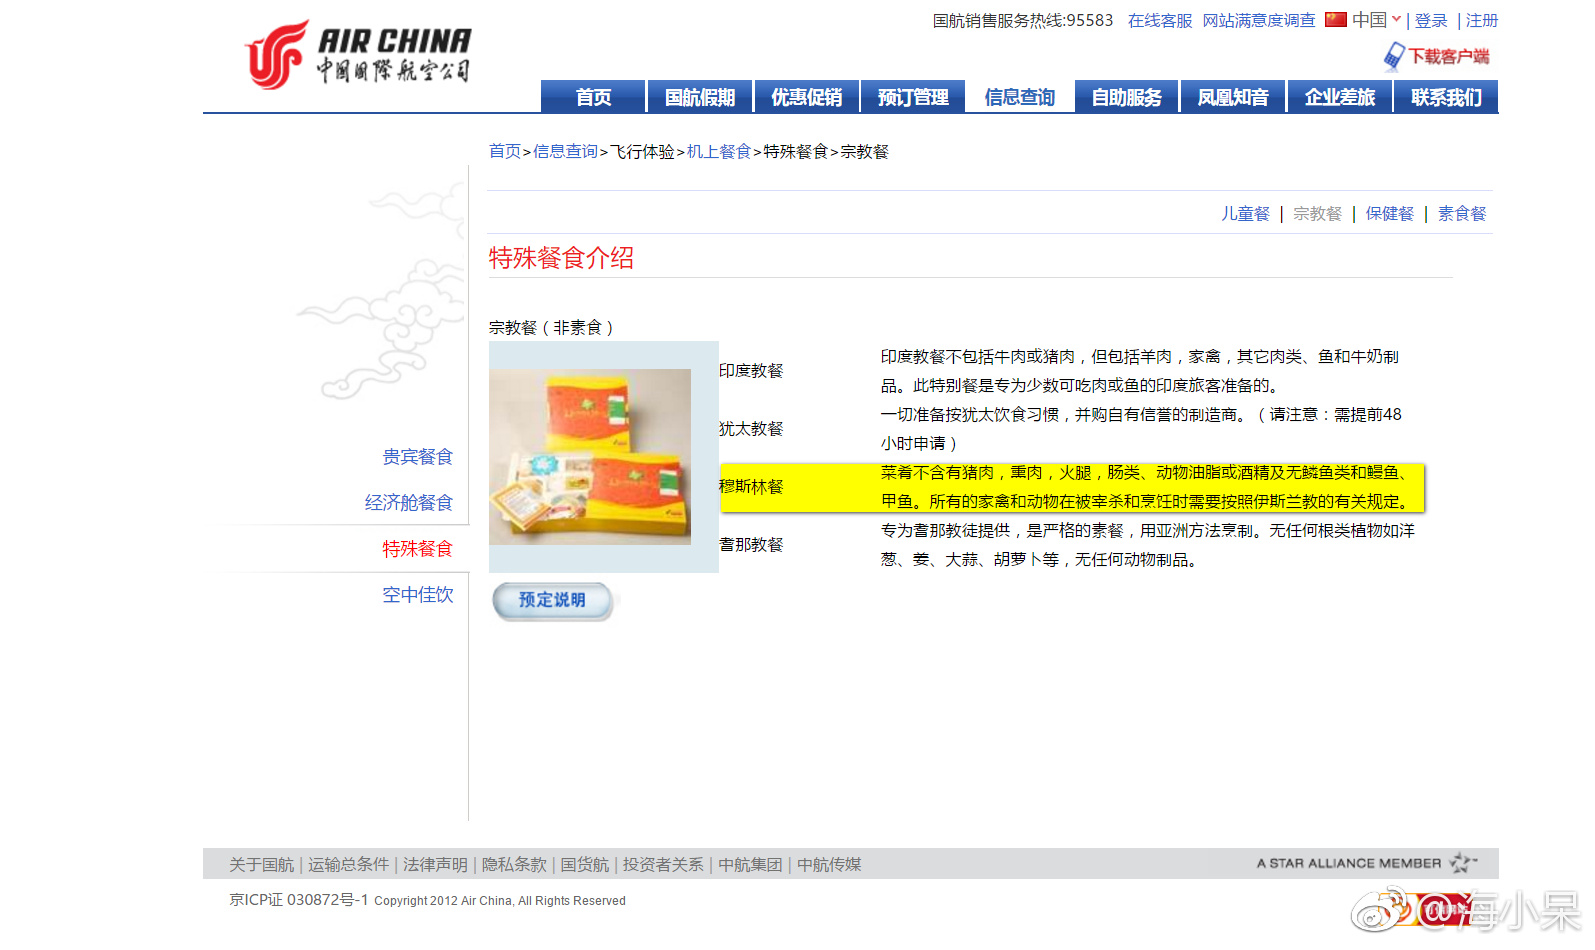 国航销售服务热线:95583 在线客服 网站满意度调查 中国 | 登录 | 注册
AIR CHINA
中國國際航空公司
下载客户端
首页 国航假期 优惠促销 预订管理 信息查询 自助服务 凤凰知音 企业差旅 联系我们
首页>信息查询>飞行体验>机上餐食>特殊餐食>宗教餐
儿童餐 | 宗教餐 | 保健餐 | 素食餐
特殊餐食介绍
宗教餐（非素食）
印度教餐
印度教餐不包括牛肉或猪肉，但包括羊肉，家禽，其它肉类、鱼和牛奶制
品。此特别餐是专为少数可吃肉或鱼的印度旅客准备的。
犹太教餐
一切准备按犹太饮食习惯，并购自有信誉的制造商。（请注意：需提前48
小时申请）
穆斯林餐
菜肴不含有猪肉，熏肉，火腿，肠类、动物油脂或酒精及无鳞鱼类和鳗鱼、
甲鱼。所有的家禽和动物在被宰杀和烹饪时需要按照伊斯兰教的有关规定。
耆那教餐
专为耆那教徒提供，是严格的素餐，用亚洲方法烹制。无任何根类植物如洋
葱、姜、大蒜、胡萝卜等，无任何动物制品。
预定说明
贵宾餐食
经济舱餐食
特殊餐食
空中佳饮
关于国航 | 运输总条件 | 法律声明 | 隐私条款 | 国货航 | 投资者关系 | 中航集团 | 中航传媒
A STAR ALLIANCE MEMBER
京ICP证 030872号-1 Copyright 2012 Air China, All Rights Reserved
@海小呆